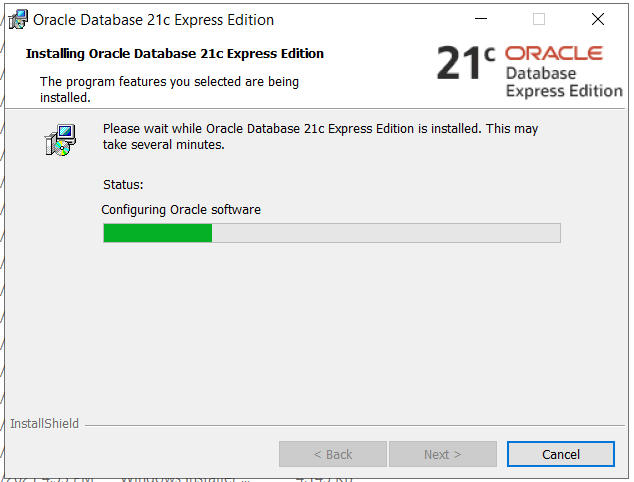 Oracle Database 21c Express Edition
Installing Oracle Database 21c Express Edition
The program features you selected are being
installed.
21c ORACLE
Database
Express Edition
Please wait while Oracle Database 21c Express Edition is installed. This may
take several minutes.
Status:
Configuring Oracle software
InstallShield
< Back
Next >
Cancel